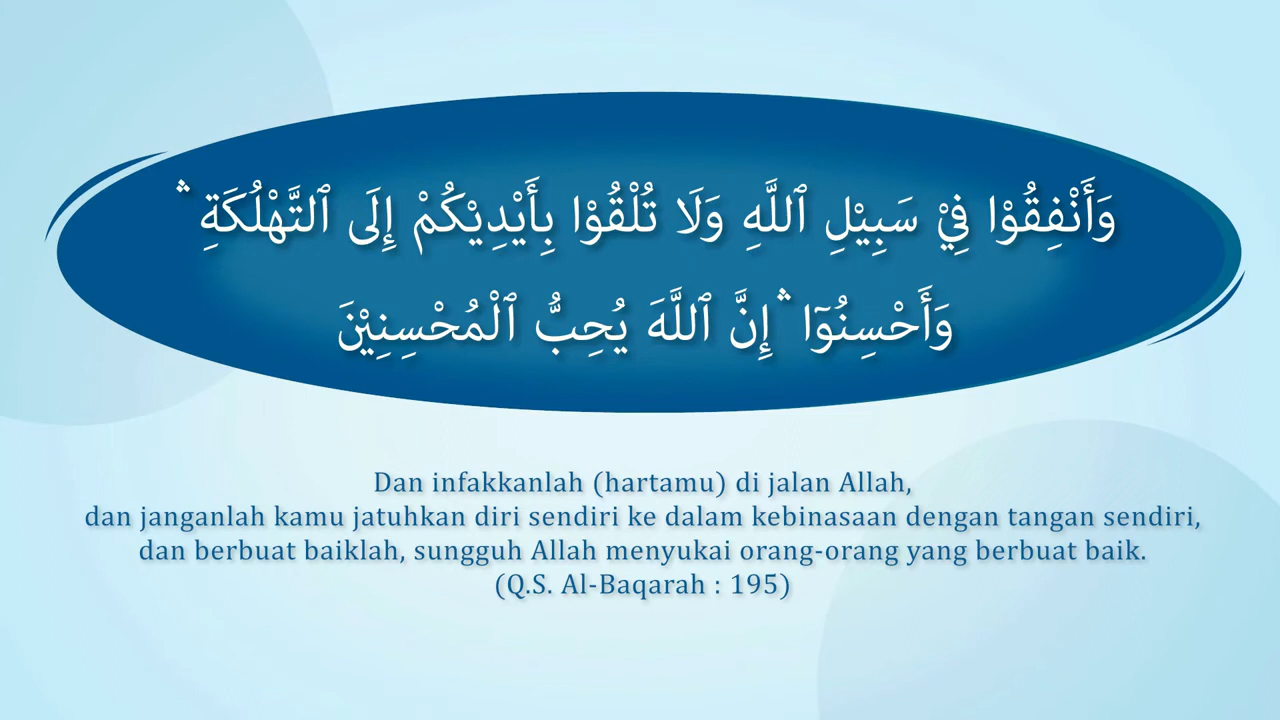 وَأَنْفِقُوْا فِيْ سَبِيْلِ ٱللَّهِ وَلَا تُلْقُوْا بِأَيْدِيْكُمْ إِلَى ٱلتَّهْلُكَةِ ۛ
وَأَحْسِنُوٓا ۛ إِنَّ ٱللَّهَ يُحِبُّ ٱلْمُحْسِنِيْنَ
Dan infakkanlah (hartamu) di jalan Allah,
dan janganlah kamu jatuhkan diri sendiri ke dalam kebinasaan dengan tangan sendiri,
dan berbuat baiklah, sungguh Allah menyukai orang-orang yang berbuat baik.
(Q.S. Al-Baqarah : 195)